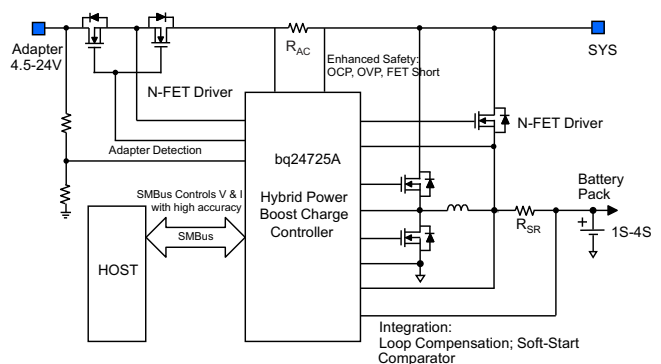 Adapter
4.5-24V
R_AC
SYS
Enhanced Safety:
OCP, OVP, FET Short
N-FET Driver
N-FET Driver
Adapter Detection
bq24725A
Hybrid Power
Boost Charge
Controller
SMBus Controls V & I
with high accuracy
SMBus
HOST
R_SR
Battery
Pack
+
1S-4S
Integration:
Loop Compensation; Soft-Start
Comparator